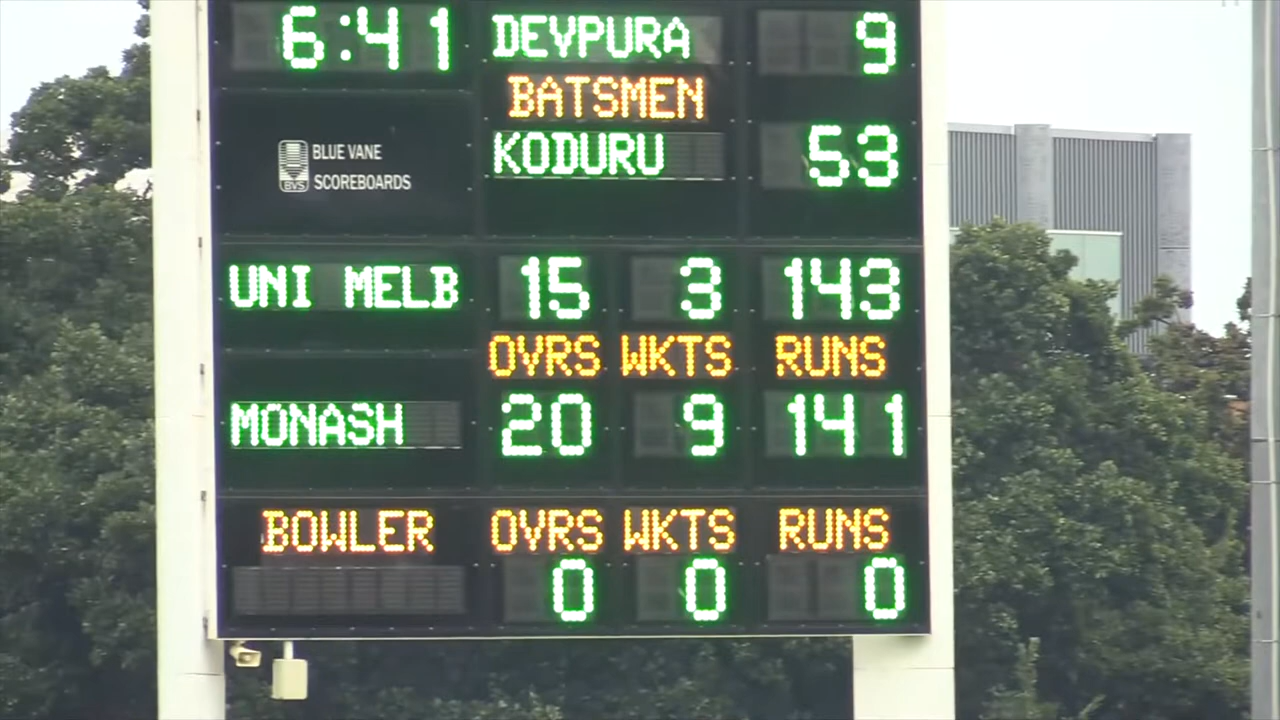 6:41 DEVPURA 9
BATSMEN
BLUE VANE
SCOREBOARDS
BVS
KODURU 53
UNI MELB 15 3 143
OVRS WKTS RUNS
MONASH 20 9 141
BOWLER OVRS WKTS RUNS
0 0 0